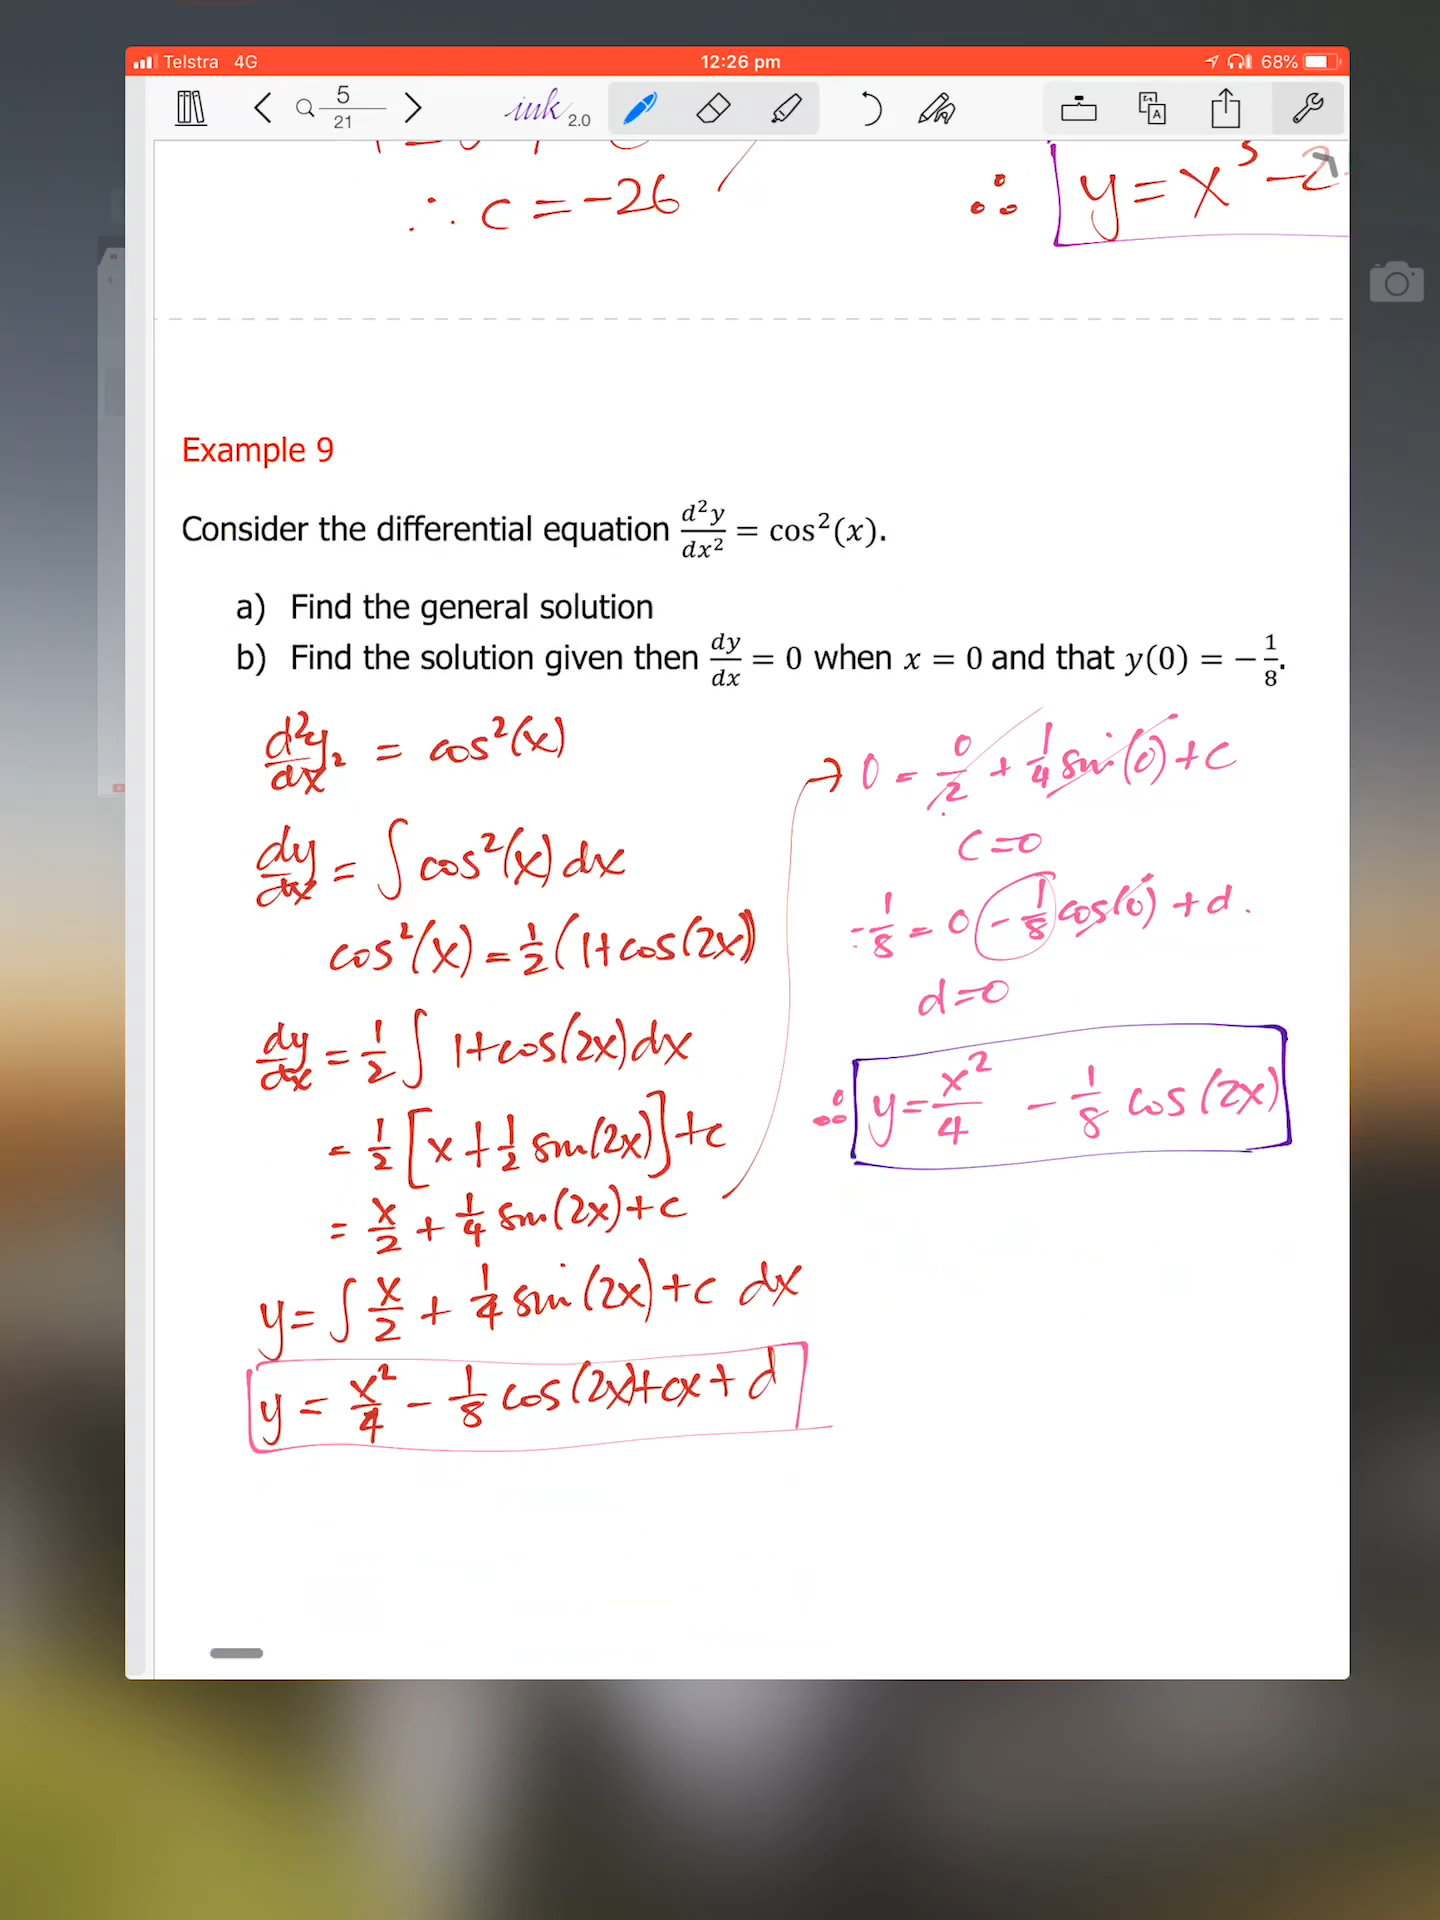 Telstra 4G 12:26 pm 68%
5
21
ink 2.0
∴ c = -26
∴ y = x³ - 2
Example 9
Consider the differential equation d²y/dx² = cos²(x).
a) Find the general solution
b) Find the solution given then dy/dx = 0 when x = 0 and that y(0) = -1/8.
d²y/dx² = cos²(x)
dy/dx = ∫ cos²(x) dx
cos²(x) = 1/2 (1+cos(2x))
dy/dx = 1/2 ∫ 1+cos(2x) dx
= 1/2 [x + 1/2 sin(2x)] + c
= x/2 + 1/4 sin(2x) + c
y = ∫ x/2 + 1/4 sin(2x) + c dx
y = x²/4 - 1/8 cos(2x) + cx + d
→ 0 = 0/2 + 1/4 sin(0) + c
c = 0
-1/8 = 0 - 1/8 cos(0) + d.
d = 0
∴ y = x²/4 - 1/8 cos(2x)